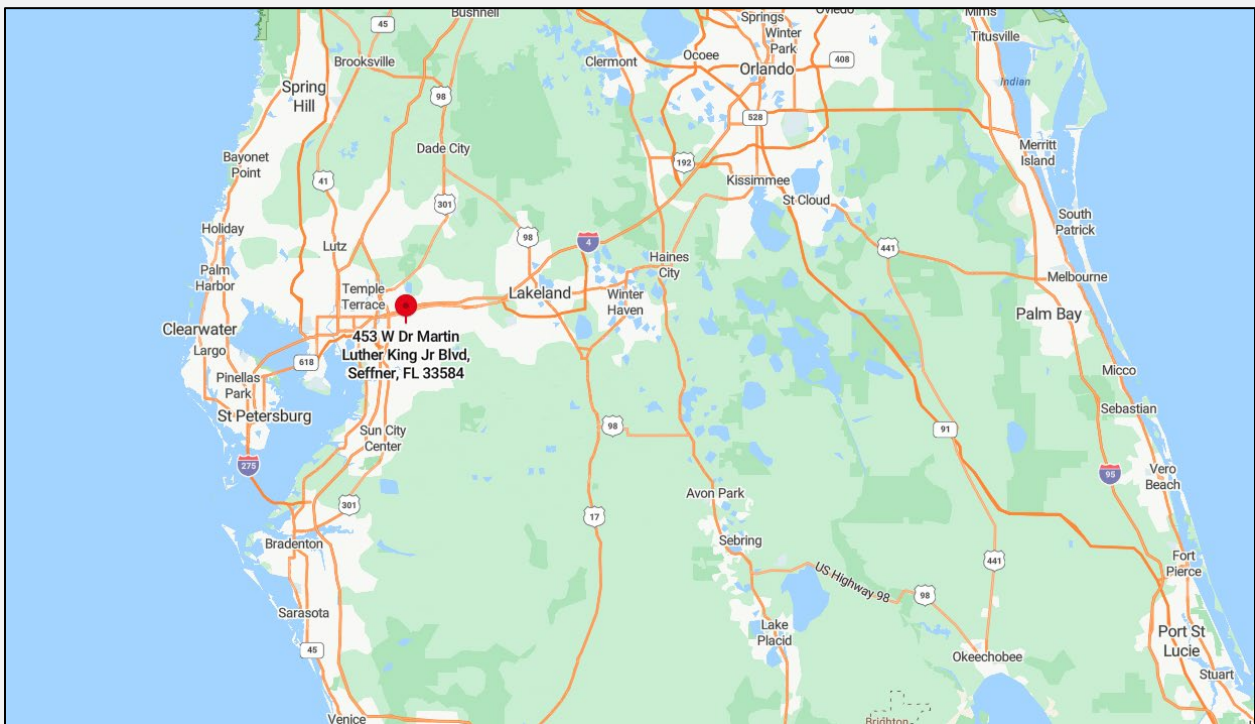 Bushnell
Springs
Oviedo
Mims
45
Winter
Park
Titusville
Brooksville
Clermont
Ocoee
Orlando
408
Spring
Hill
98
Indian
528
Dade City
Merritt
Island
Bayonet
Point
192
41
Kissimmee
301
St Cloud
South
Patrick
Holiday
Lutz
98
4
441
Haines
City
Palm
Harbor
Melbourne
Temple
Terrace
Lakeland
Winter
Haven
Palm Bay
Clearwater
453 W Dr Martin
Luther King Jr Blvd,
Seffner, FL 33584
Largo
618
Pinellas
Park
Micco
St Petersburg
Sebastian
Sun City
Center
98
91
275
95
Vero
Beach
301
Avon Park
17
Bradenton
Sebring
441
Fort
Pierce
US Highway 98
98
Sarasota
Lake
Placid
Port St
Lucie
45
Okeechobee
Stuart
Venice
Brighton